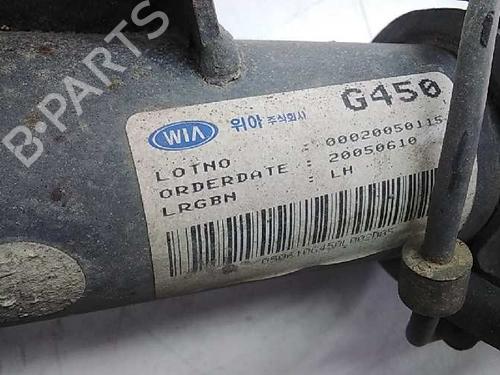 B-PARTS
WIA 위아 주식회사 G450
LOTNO : 00020050115
ORDERDATE : 20050610
LRGBN : LH